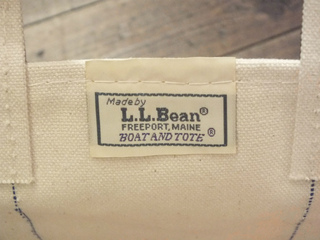 Made by
L.L.Bean®
FREEPORT, MAINE
BOAT AND TOTE®